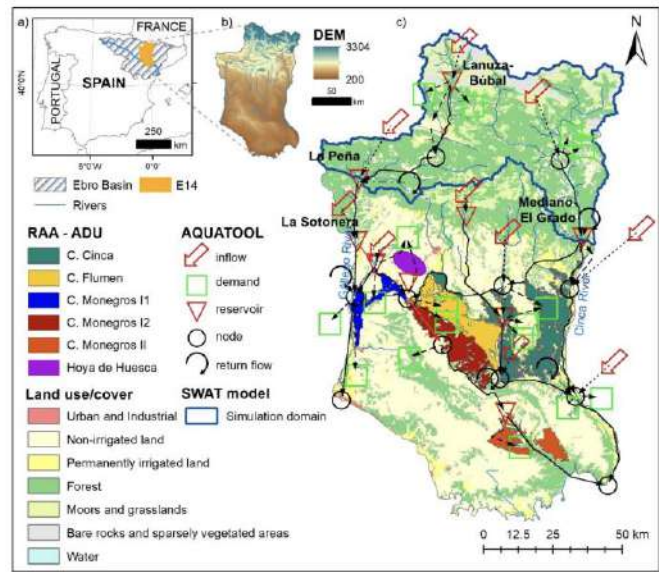 a)
FRANCE
PORTUGAL
SPAIN
40°0'N
5°0'W
0°0'
250
km
Ebro Basin
E14
Rivers
b)
DEM
3304
200
50
km
c)
N
Lanuza-
Búbal
La Peña
Mediano-
El Grado
La Sotonera
Gállego River
Cinca River
RAA - ADU
C. Cinca
C. Flumen
C. Monegros I1
C. Monegros I2
C. Monegros II
Hoya de Huesca
AQUATOOL
inflow
demand
reservoir
node
return flow
Land use/cover
Urban and Industrial
Non-irrigated land
Permanently irrigated land
Forest
Moors and grasslands
Bare rocks and sparsely vegetated areas
Water
SWAT model
Simulation domain
0 12.5 25 50 km